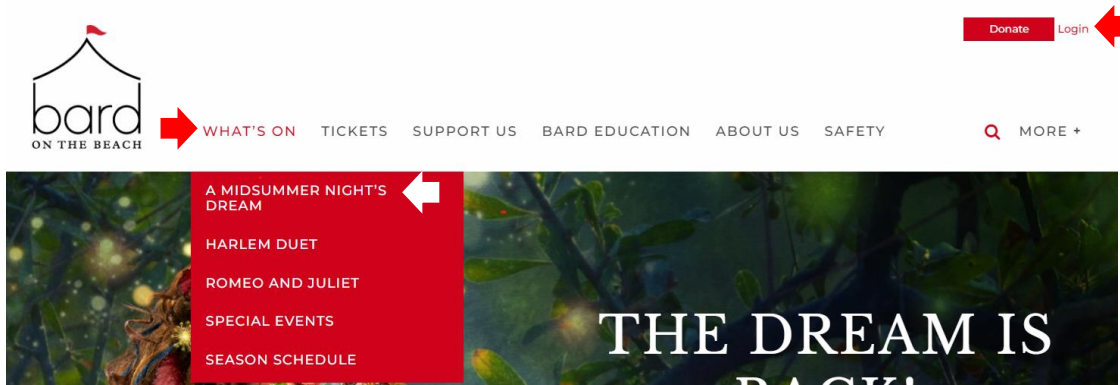 Donate Login
bard
ON THE BEACH
WHAT'S ON TICKETS SUPPORT US BARD EDUCATION ABOUT US SAFETY MORE +
A MIDSUMMER NIGHT'S
DREAM
HARLEM DUET
ROMEO AND JULIET
SPECIAL EVENTS
SEASON SCHEDULE
THE DREAM IS
BACK!